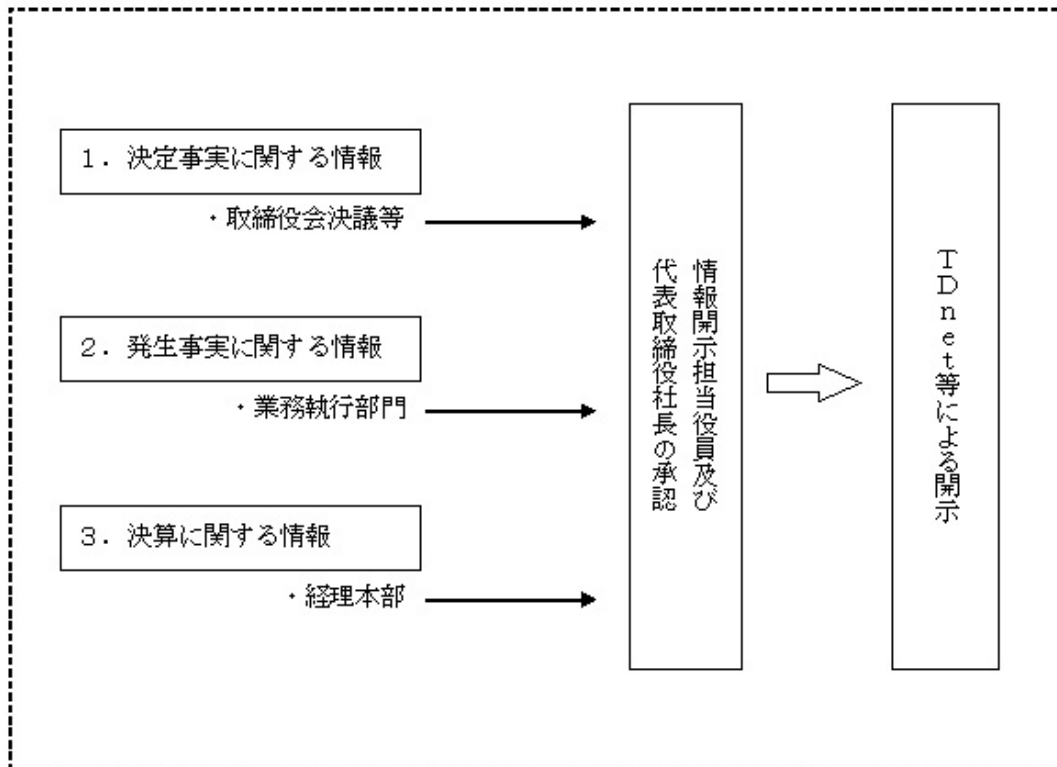 １．決定事実に関する情報
・取締役会決議等
２．発生事実に関する情報
・業務執行部門
３．決算に関する情報
・経理本部
情報開示担当役員及び
代表取締役社長の承認
ＴＤｎｅｔ等による開示